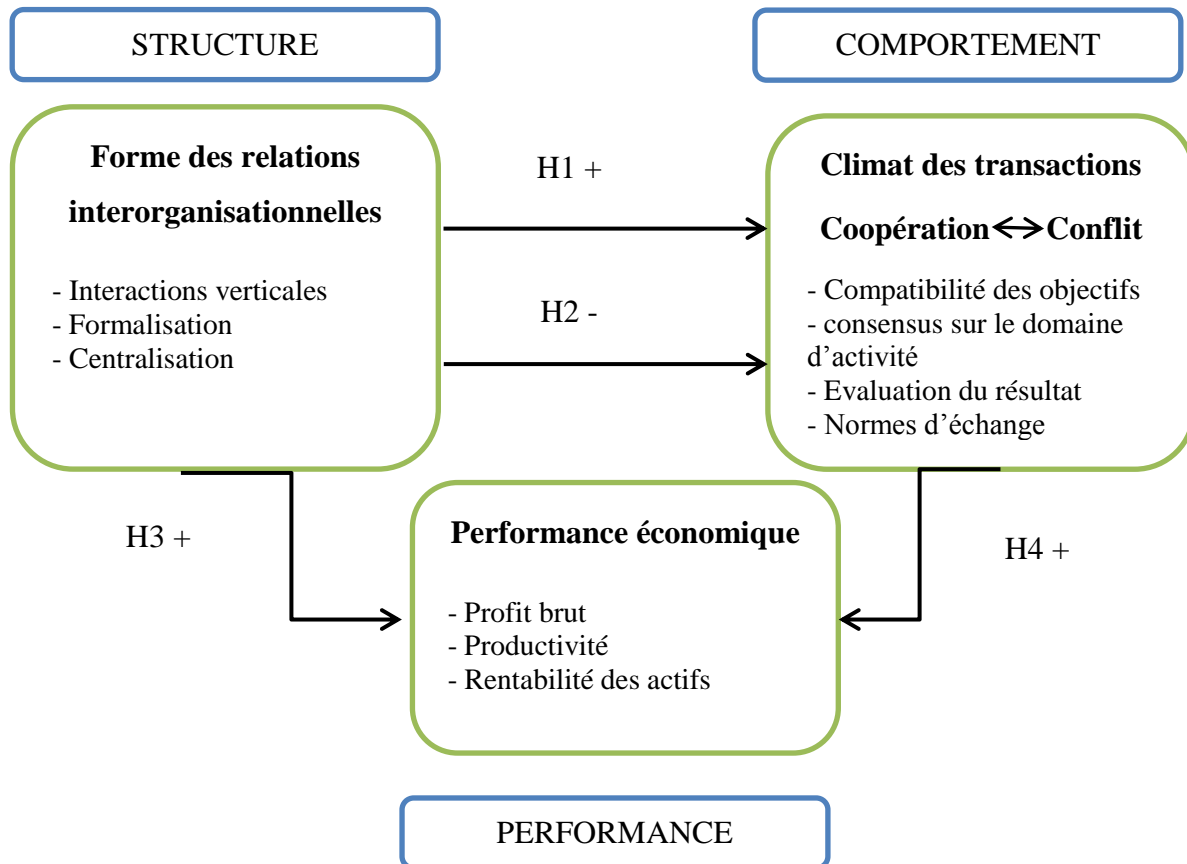 STRUCTURE
COMPORTEMENT
Forme des relations
interorganisationnelles
- Interactions verticales
- Formalisation
- Centralisation
H1 +
H2 -
Climat des transactions
Coopération Conflit
- Compatibilité des objectifs
- consensus sur le domaine
d’activité
- Evaluation du résultat
- Normes d’échange
H3 +
Performance économique
- Profit brut
- Productivité
- Rentabilité des actifs
H4 +
PERFORMANCE